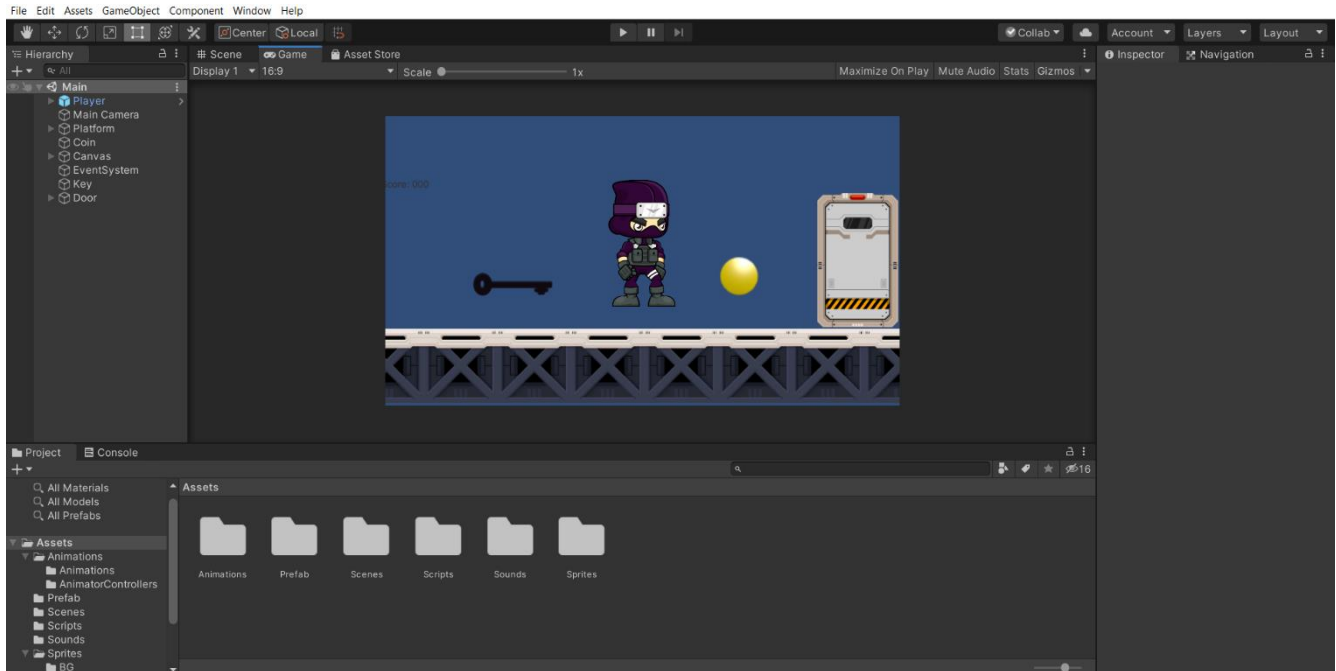 File Edit Assets GameObject Component Window Help
Center Local
Collab Account Layers Layout
Hierarchy
# Scene Game Asset Store
Inspector Navigation
All
Display 1 16:9 Scale 1x Maximize On Play Mute Audio Stats Gizmos
Main
Player
Main Camera
Platform
Coin
Canvas
EventSystem
Key
Door
core: 000
Project Console
16
All Materials
All Models
All Prefabs
Assets
Animations
Animations
AnimatorControllers
Prefab
Scenes
Scripts
Sounds
Sprites
BG
Assets
Animations Prefab Scenes Scripts Sounds Sprites